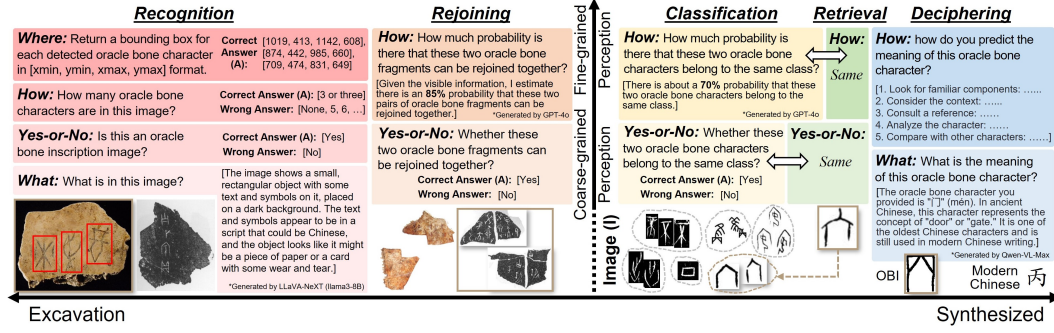 Recognition
Where: Return a bounding box for
each detected oracle bone character
in [xmin, ymin, xmax, ymax] format.
Correct
Answer
(A):
[1019, 413, 1142, 608],
[874, 442, 985, 660],
[709, 474, 831, 649]
How: How many oracle bone
characters are in this image?
Correct Answer (A): [3 or three]
Wrong Answer: [None, 5, 6, …]
Yes-or-No: Is this an oracle
bone inscription image?
Correct Answer (A): [Yes]
Wrong Answer: [No]
What: What is in this image?
[The image shows a small,
rectangular object with some
text and symbols on it, placed
on a dark background. The text
and symbols appear to be in a
script that could be Chinese,
and the object looks like it might
be a piece of paper or a card
with some wear and tear.]
*Generated by LLaVA-NeXT (llama3-8B)
Rejoining
How: How much probability is
there that these two oracle bone
fragments can be rejoined together?
[Given the visible information, I estimate
there is an 85% probability that these two
pairs of oracle bone fragments can be
rejoined together.]
*Generated by GPT-4o
Yes-or-No: Whether these
two oracle bone fragments can
be rejoined together?
Correct Answer (A): [Yes]
Wrong Answer: [No]
Fine-grained
Perception
Coarse-grained
Perception
Image (I)
Classification
How: How much probability is
there that these two oracle bone
characters belong to the same class?
[There is about a 70% probability that these
two oracle bone characters belong to the
same class.]
*Generated by GPT-4o
Yes-or-No: Whether these
two oracle bone characters
belong to the same class?
Correct Answer (A): [Yes]
Wrong Answer: [No]
Retrieval
How:
Same
Yes-or-No:
Same
Deciphering
How: how do you predict the
meaning of this oracle bone
character?
[1. Look for familiar components: ……
2. Consider the context: ……
3. Consult a reference: ……
4. Analyze the character: ……
5. Compare with other characters: ……]
What: What is the meaning
of this oracle bone character?
[The oracle bone character you
provided is "门" (mén). In ancient
Chinese, this character represents the
concept of "door" or "gate." It is one
of the oldest Chinese characters and is
still used in modern Chinese writing.]
*Generated by Qwen-VL-Max
OBI
Modern
Chinese
丙
Excavation
Synthesized